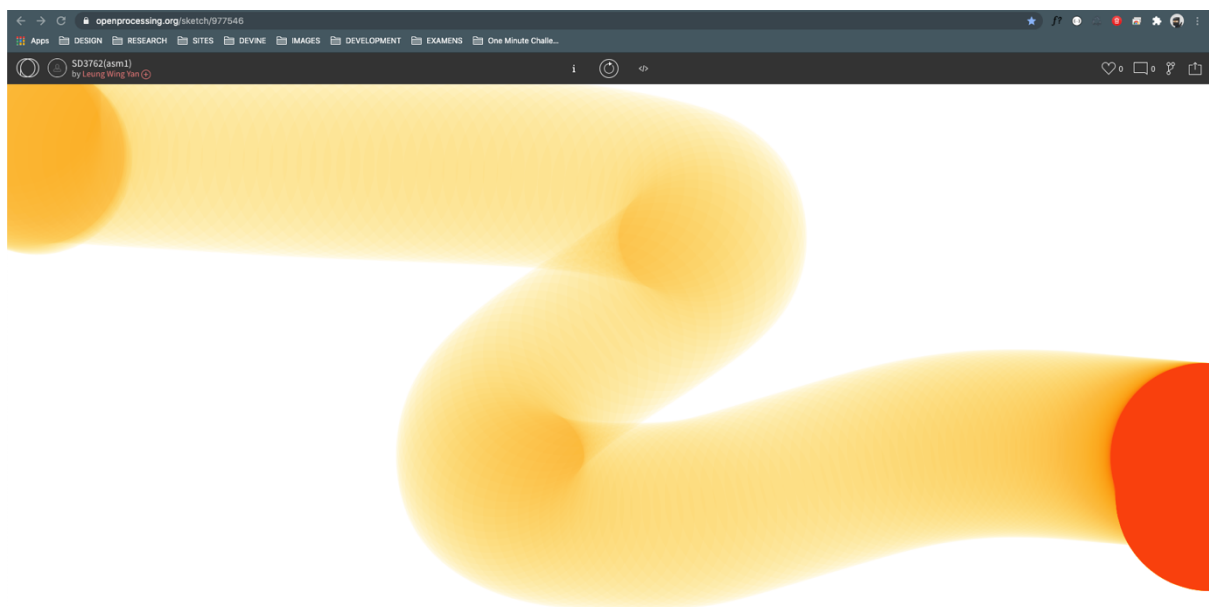 openprocessing.org/sketch/977546
Apps DESIGN RESEARCH SITES DEVINE IMAGES DEVELOPMENT EXAMENS One Minute Challe...
SD3762(asm1)
by Leung Wing Yan
i </> 0 0